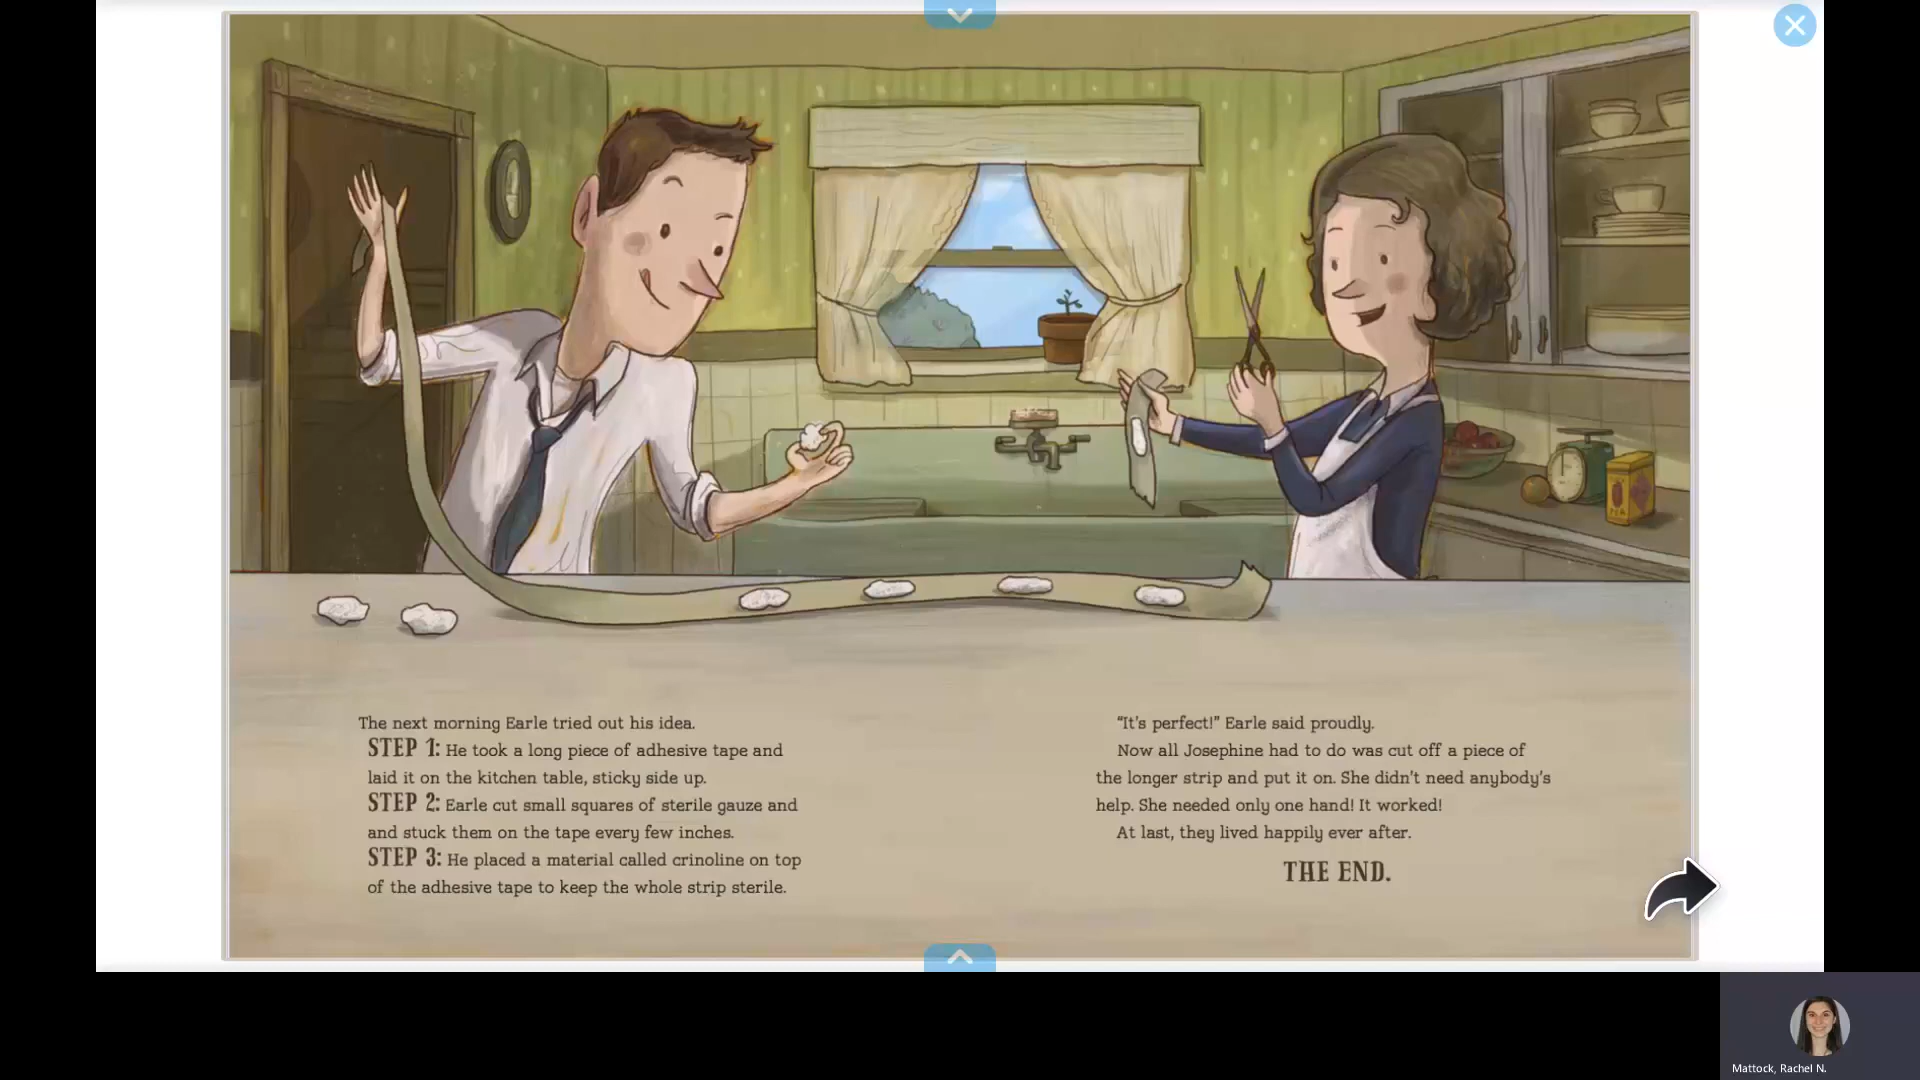 The next morning Earle tried out his idea.
STEP 1: He took a long piece of adhesive tape and
laid it on the kitchen table, sticky side up.
STEP 2: Earle cut small squares of sterile gauze and
and stuck them on the tape every few inches.
STEP 3: He placed a material called crinoline on top
of the adhesive tape to keep the whole strip sterile.
"It's perfect!" Earle said proudly.
Now all Josephine had to do was cut off a piece of
the longer strip and put it on. She didn't need anybody's
help. She needed only one hand! It worked!
At last, they lived happily ever after.
THE END.
Mattock, Rachel N.